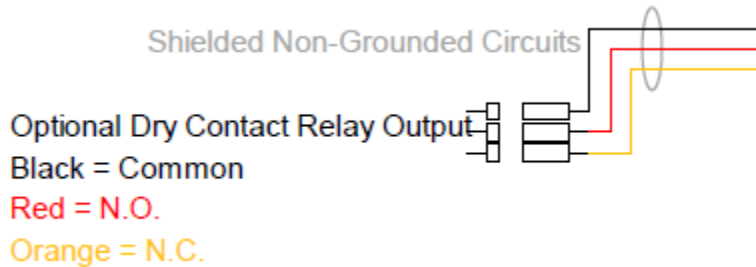 Shielded Non-Grounded Circuits
Optional Dry Contact Relay Output
Black = Common
Red = N.O.
Orange = N.C.